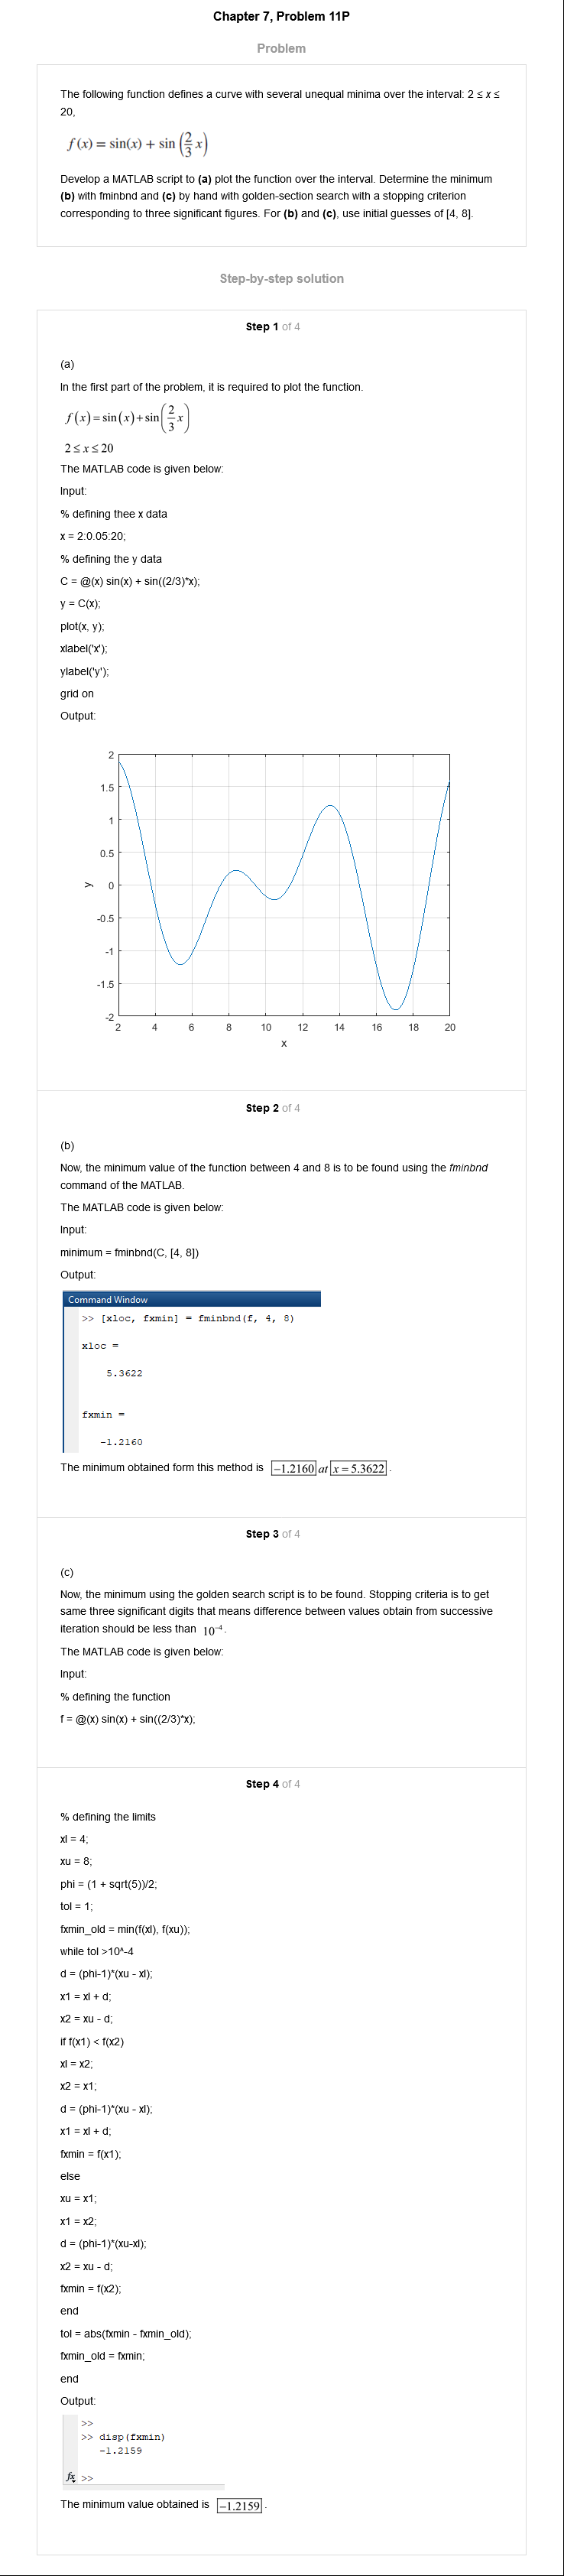 Chapter 7, Problem 11P
Problem
The following function defines a curve with several unequal minima over the interval: 2 ≤ x ≤
20,
f (x) = sin(x) + sin (2/3 x)
Develop a MATLAB script to (a) plot the function over the interval. Determine the minimum
(b) with fminbnd and (c) by hand with golden-section search with a stopping criterion
corresponding to three significant figures. For (b) and (c), use initial guesses of [4, 8].
Step-by-step solution
Step 1 of 4
(a)
In the first part of the problem, it is required to plot the function.
f (x) = sin(x) + sin(2/3 x)
2 ≤ x ≤ 20
The MATLAB code is given below:
Input:
% defining thee x data
x = 2:0.05:20;
% defining the y data
C = @(x) sin(x) + sin((2/3)*x);
y = C(x);
plot(x, y);
xlabel('x');
ylabel('y');
grid on
Output:
2
1.5
1
0.5
0
-0.5
-1
-1.5
-2
y
2 4 6 8 10 12 14 16 18 20
x
Step 2 of 4
(b)
Now, the minimum value of the function between 4 and 8 is to be found using the fminbnd
command of the MATLAB.
The MATLAB code is given below:
Input:
minimum = fminbnd(C, [4, 8])
Output:
Command Window
>> [xloc, fxmin] = fminbnd(f, 4, 8)
xloc =
5.3622
fxmin =
-1.2160
The minimum obtained form this method is −1.2160 at x = 5.3622 .
Step 3 of 4
(c)
Now, the minimum using the golden search script is to be found. Stopping criteria is to get
same three significant digits that means difference between values obtain from successive
iteration should be less than 10⁻⁴ .
The MATLAB code is given below:
Input:
% defining the function
f = @(x) sin(x) + sin((2/3)*x);
Step 4 of 4
% defining the limits
xl = 4;
xu = 8;
phi = (1 + sqrt(5))/2;
tol = 1;
fxmin_old = min(f(xl), f(xu));
while tol >10^-4
d = (phi-1)*(xu - xl);
x1 = xl + d;
x2 = xu - d;
if f(x1) < f(x2)
xl = x2;
x2 = x1;
d = (phi-1)*(xu - xl);
x1 = xl + d;
fxmin = f(x1);
else
xu = x1;
x1 = x2;
d = (phi-1)*(xu-xl);
x2 = xu - d;
fxmin = f(x2);
end
tol = abs(fxmin - fxmin_old);
fxmin_old = fxmin;
end
Output:
>>
>> disp(fxmin)
-1.2159
fx >>
The minimum value obtained is −1.2159 .